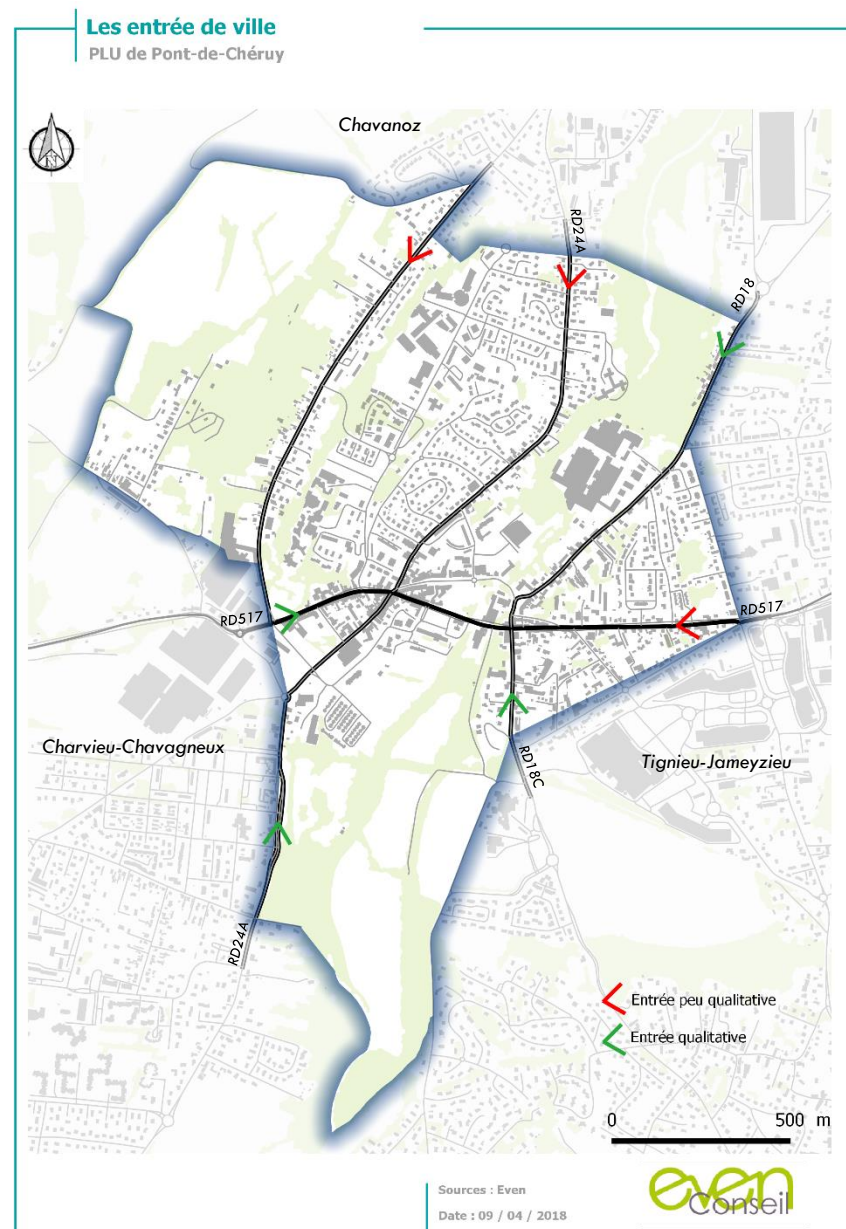 Les entrée de ville
PLU de Pont-de-Chéruy
Chavanoz
N
RD24A
RD18
RD517
RD517
Charvieu-Chavagneux
Tignieu-Jameyzieu
RD18C
RD24A
Entrée peu qualitative
Entrée qualitative
0 500 m
Sources : Even
Date : 09 / 04 / 2018
even
Conseil